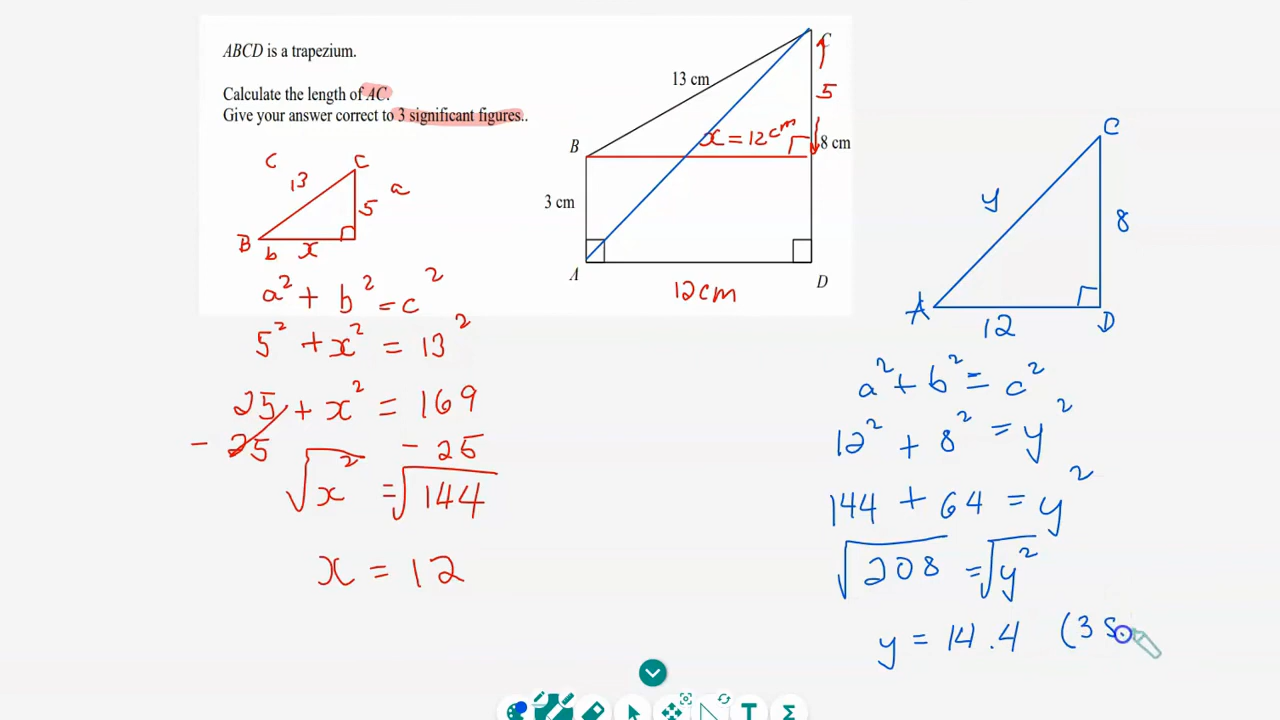 ABCD is a trapezium.
Calculate the length of AC.
Give your answer correct to 3 significant figures..
C
13 cm
5
x = 12 cm
8 cm
B
3 cm
A
D
12cm
C
C
13
a
5
B
b
x
a² + b² = c²
5² + x² = 13²
25 + x² = 169
- 25 - 25
√x² = √144
x = 12
C
y
8
A
12
D
a² + b² = c²
12² + 8² = y²
144 + 64 = y²
√208 = √y²
y = 14.4 (3 s
T
Σ